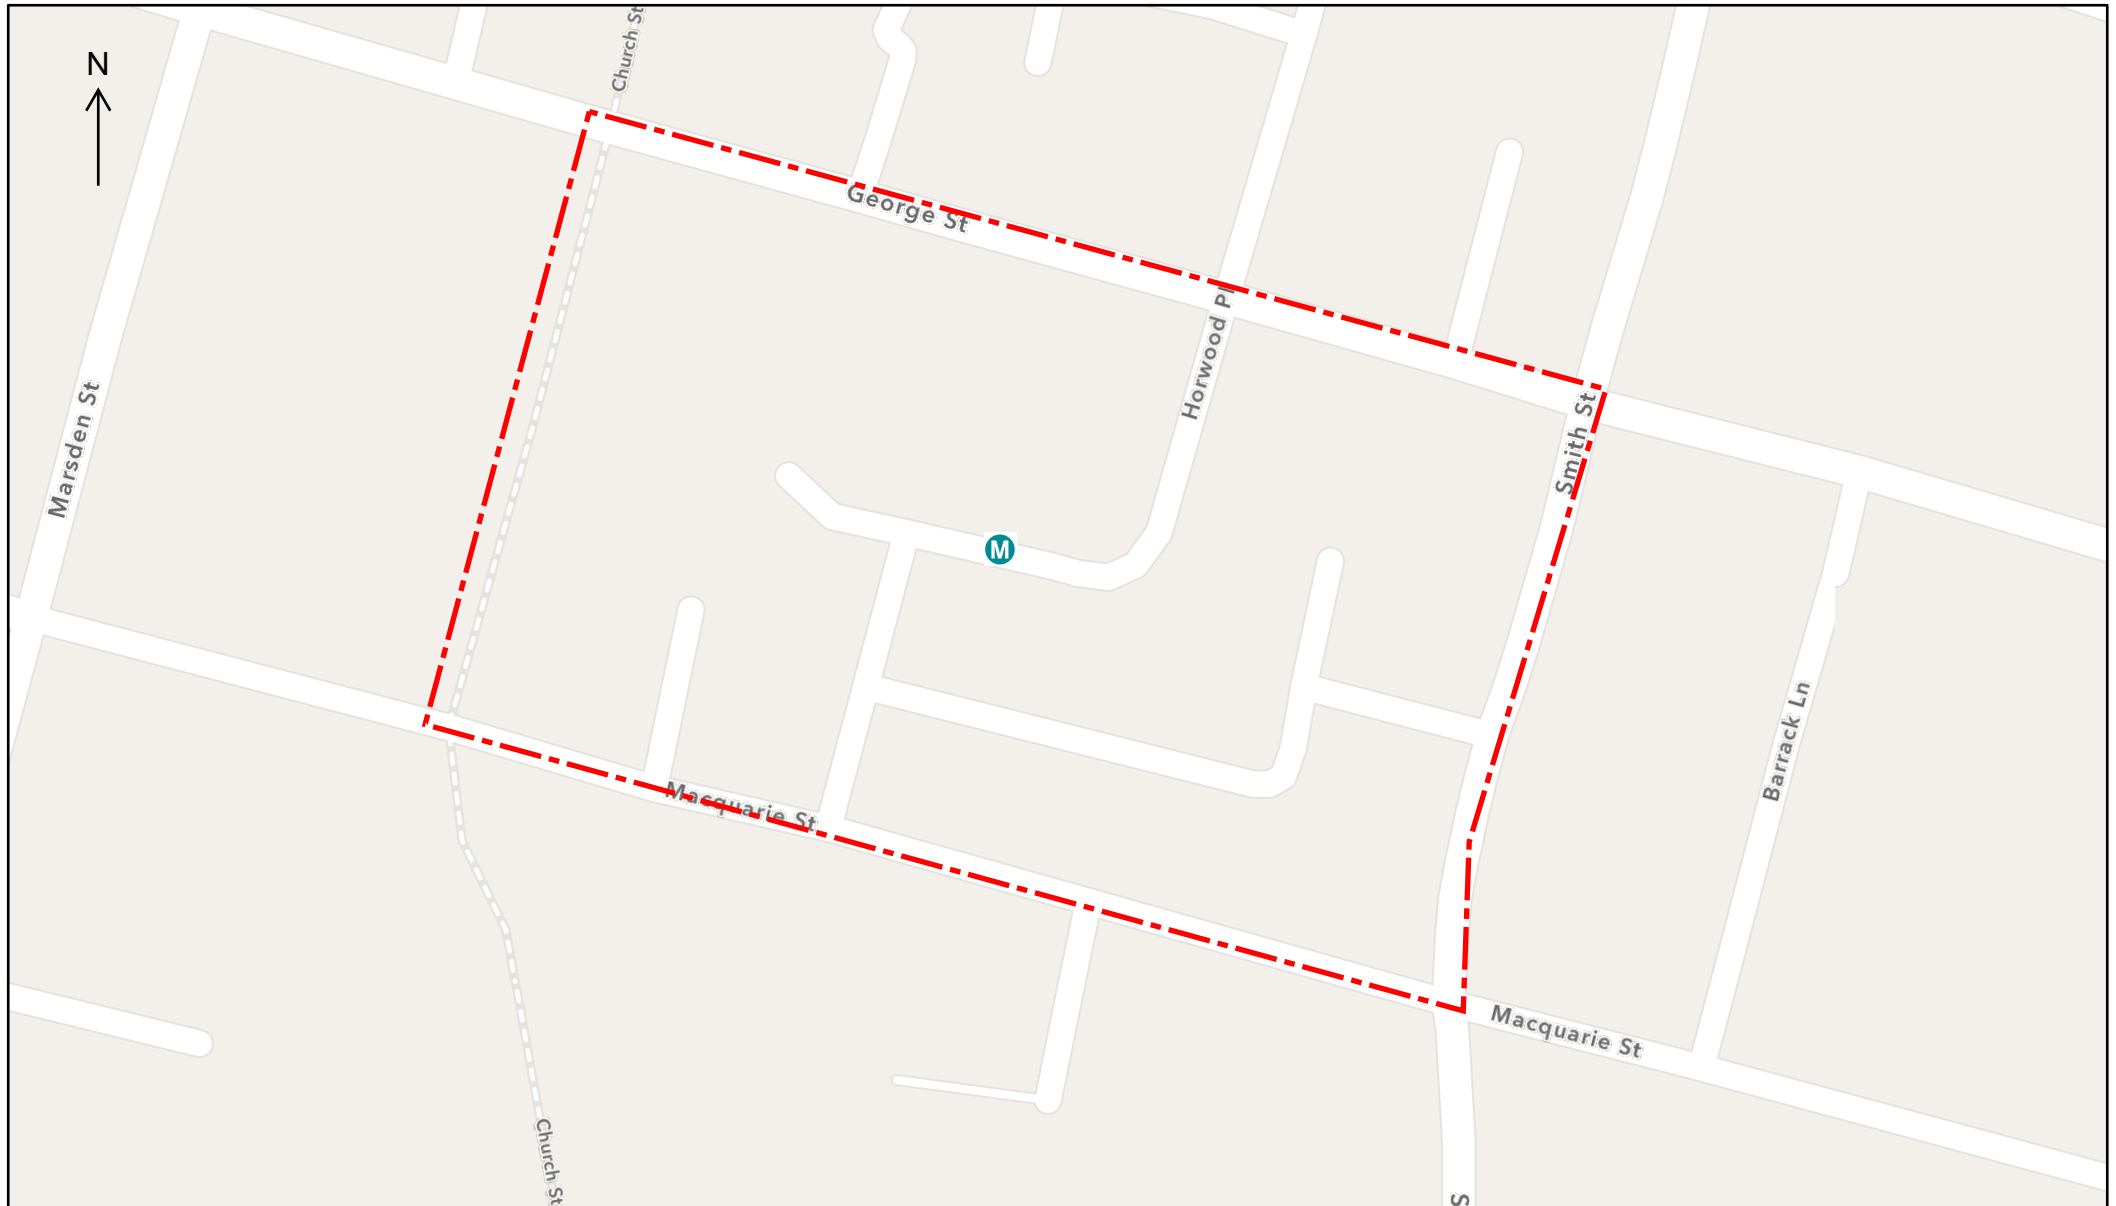 N
Church St
George St
Horwood Pl
Smith St
Marsden St
M
Barrack Ln
Macquarie St
Macquarie St
Church St
S